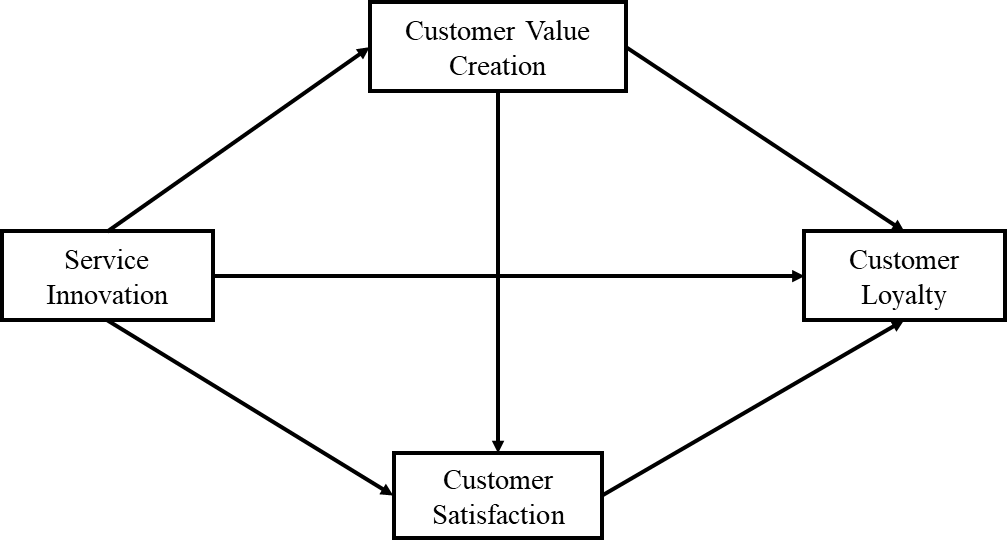 Customer Value
Creation
Service
Innovation
Customer
Loyalty
Customer
Satisfaction